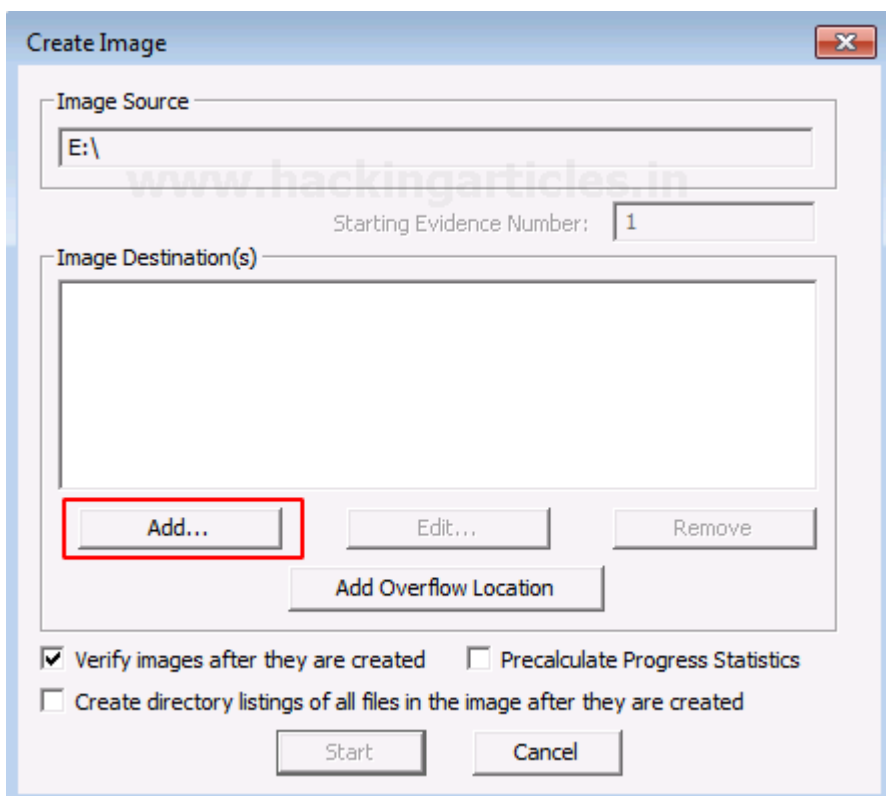 Create Image
Image Source
E:\
www.hackingarticles.in
Starting Evidence Number: 1
Image Destination(s)
Add... Edit... Remove
Add Overflow Location
Verify images after they are created Precalculate Progress Statistics
Create directory listings of all files in the image after they are created
Start Cancel